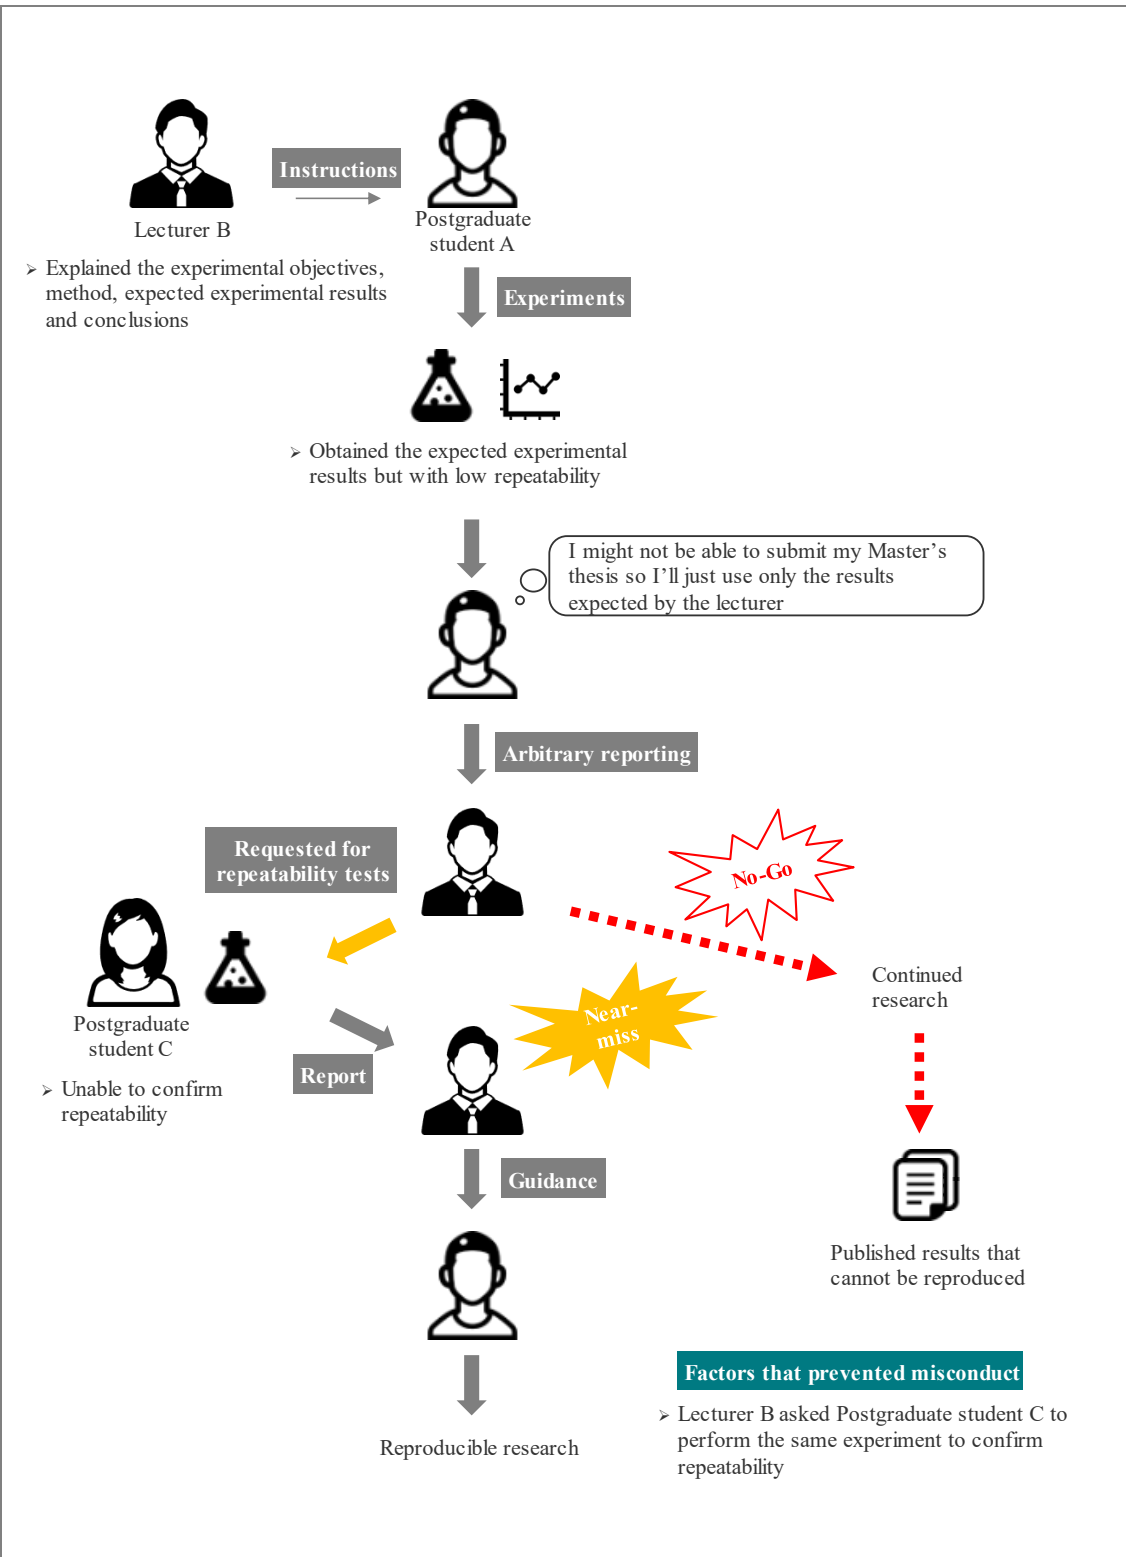 Instructions
Lecturer B
Postgraduate
student A
➢ Explained the experimental objectives,
method, expected experimental results
and conclusions
Experiments
➢ Obtained the expected experimental
results but with low repeatability
I might not be able to submit my Master’s
thesis so I’ll just use only the results
expected by the lecturer
Arbitrary reporting
Requested for
repeatability tests
No-Go
Continued
research
Near-
miss
Postgraduate
student C
Report
➢ Unable to confirm
repeatability
Guidance
Published results that
cannot be reproduced
Factors that prevented misconduct
➢ Lecturer B asked Postgraduate student C to
perform the same experiment to confirm
repeatability
Reproducible research